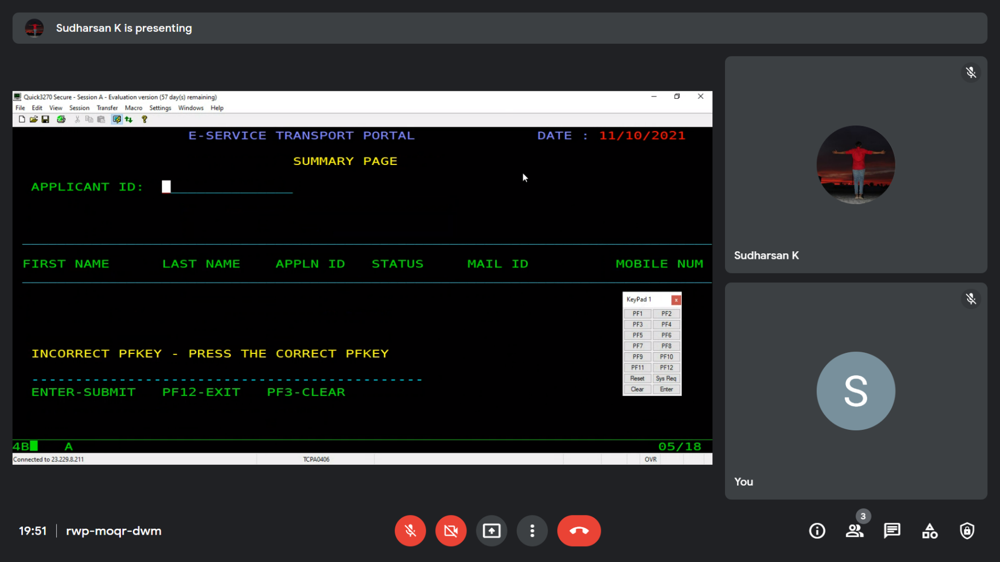 Sudharsan K is presenting
Quick3270 Secure - Session A - Evaluation version (57 day(s) remaining)
File Edit View Session Transfer Macro Settings Windows Help
E-SERVICE TRANSPORT PORTAL DATE : 11/10/2021
SUMMARY PAGE
APPLICANT ID:
FIRST NAME LAST NAME APPLN ID STATUS MAIL ID MOBILE NUM
KeyPad 1 x
PF1 PF2
PF3 PF4
PF5 PF6
PF7 PF8
PF9 PF10
PF11 PF12
Reset Sys Req
Clear Enter
INCORRECT PFKEY - PRESS THE CORRECT PFKEY
---------------------------------------------
ENTER-SUBMIT PF12-EXIT PF3-CLEAR
4B A 05/18
Connected to 23.229.8.211 TCPA0406 OVR
Sudharsan K
S
You
19:51 rwp-moqr-dwm
3